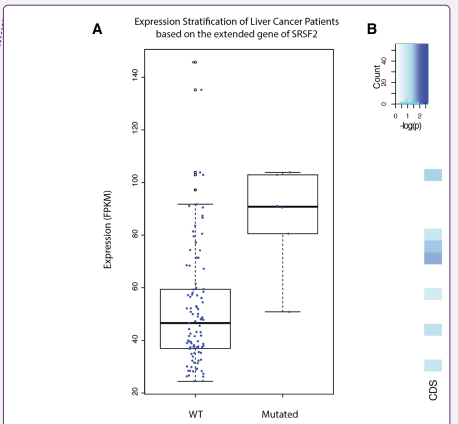 A
Expression Stratification of Liver Cancer Patients
based on the extended gene of SRSF2
Expression (FPKM)
140
120
100
80
60
40
20
WT Mutated
B
Count
40
20
0
0 1 2
-log(p)
CDS